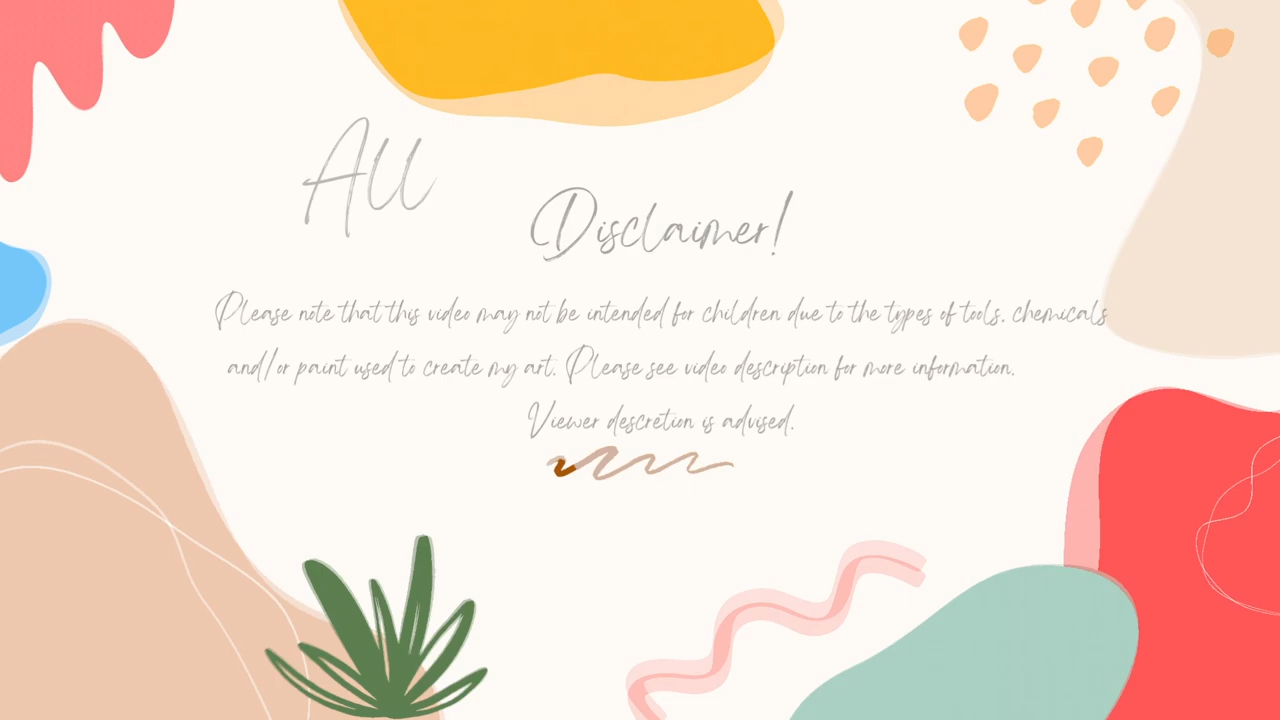 All
Disclaimer!
Please note that this video may not be intended for children due to the types of tools, chemicals
and/or paint used to create my art. Please see video description for more information.
Viewer descretion is advised.